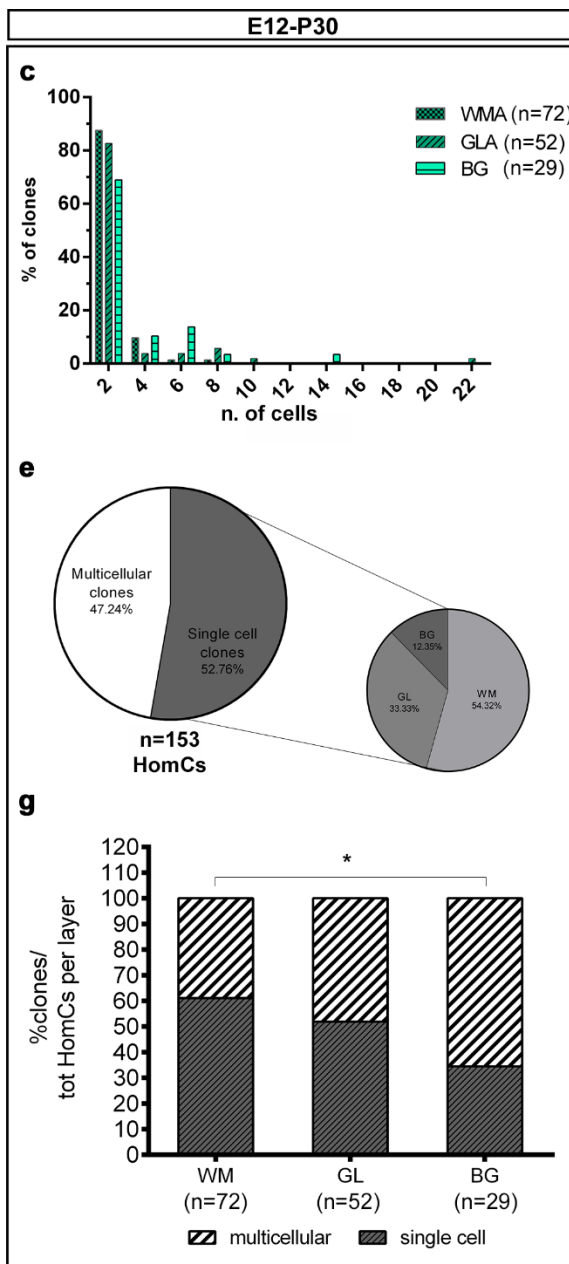 E12-P30
c
100
80
60
40
20
0
% of clones
WMA (n=72)
GLA (n=52)
BG (n=29)
2
4
6
8
10
12
14
16
18
20
22
n. of cells
e
Multicellular
clones
47.24%
Single cell
clones
52.76%
BG
12.35%
GL
33.33%
WM
54.32%
n=153
HomCs
g
120
110
100
90
80
70
60
50
40
30
20
10
0
%clones/
tot HomCs per layer
*
WM
(n=72)
GL
(n=52)
BG
(n=29)
multicellular
single cell